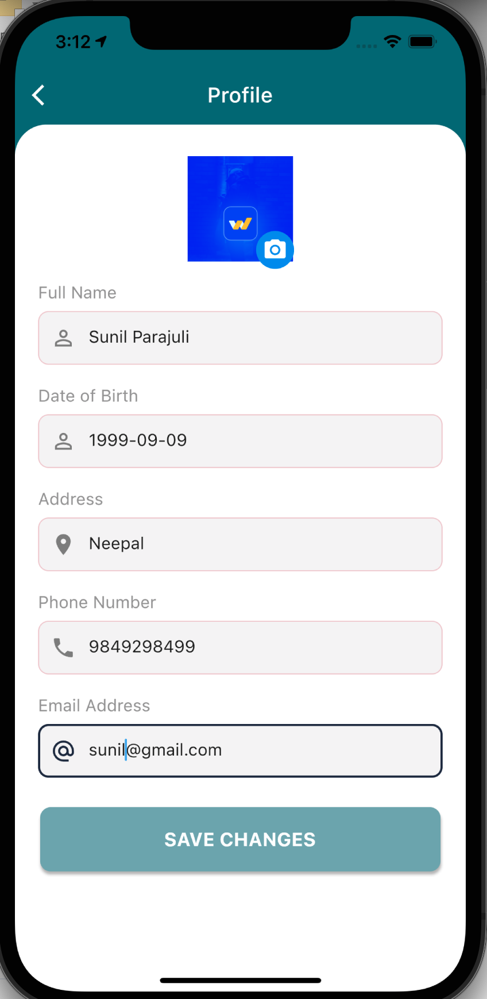 3:12
Profile
Full Name
Sunil Parajuli
Date of Birth
1999-09-09
Address
Neepal
Phone Number
9849298499
Email Address
sunil@gmail.com
SAVE CHANGES